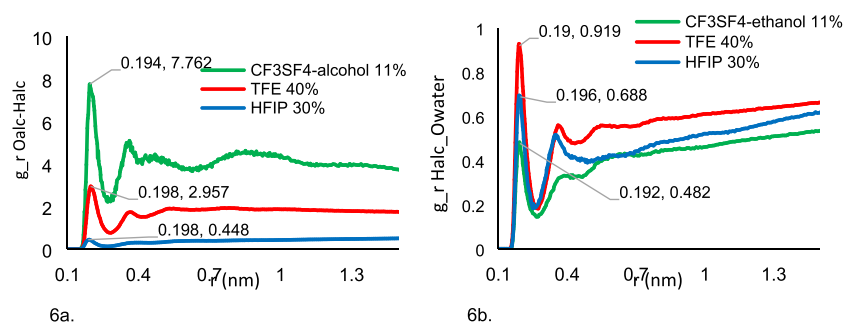 10
8
6
4
2
0
g_r Oalc-Halc
0.194, 7.762
CF3SF4-alcohol 11%
TFE 40%
HFIP 30%
0.198, 2.957
0.198, 0.448
0.1
0.4
0.7
1
1.3
r (nm)
6a.
1
0.8
0.6
0.4
0.2
0
g_r Halc_Owater
CF3SF4-ethanol 11%
TFE 40%
HFIP 30%
0.19, 0.919
0.196, 0.688
0.192, 0.482
0.1
0.4
0.7
1
1.3
r (nm)
6b.